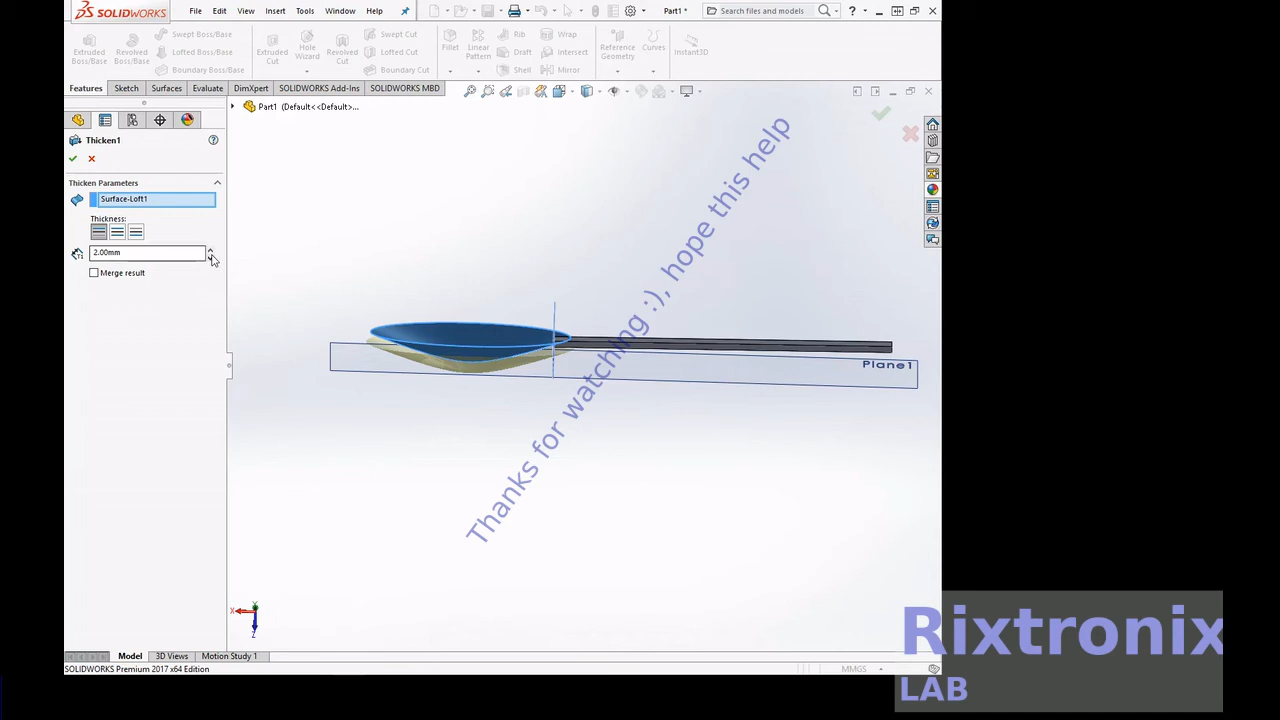 SOLIDWORKS
File
Edit
View
Insert
Tools
Window
Help
Part1 *
Search files and models
Extruded Boss/Base
Revolved Boss/Base
Swept Boss/Base
Lofted Boss/Base
Boundary Boss/Base
Extruded Cut
Hole Wizard
Revolved Cut
Swept Cut
Lofted Cut
Boundary Cut
Fillet
Linear Pattern
Rib
Draft
Shell
Wrap
Intersect
Mirror
Reference Geometry
Curves
Instant3D
Features
Sketch
Surfaces
Evaluate
DimXpert
SOLIDWORKS Add-Ins
SOLIDWORKS MBD
Part1 (Default<<Default>...
Thicken1
Thicken Parameters
Surface-Loft1
Thickness:
2.00mm
Merge result
Thanks for watching :), hope this help
Plane1
X
Y
Z
Model
3D Views
Motion Study 1
SOLIDWORKS Premium 2017 x64 Edition
MMGS
Rixtronix
LAB